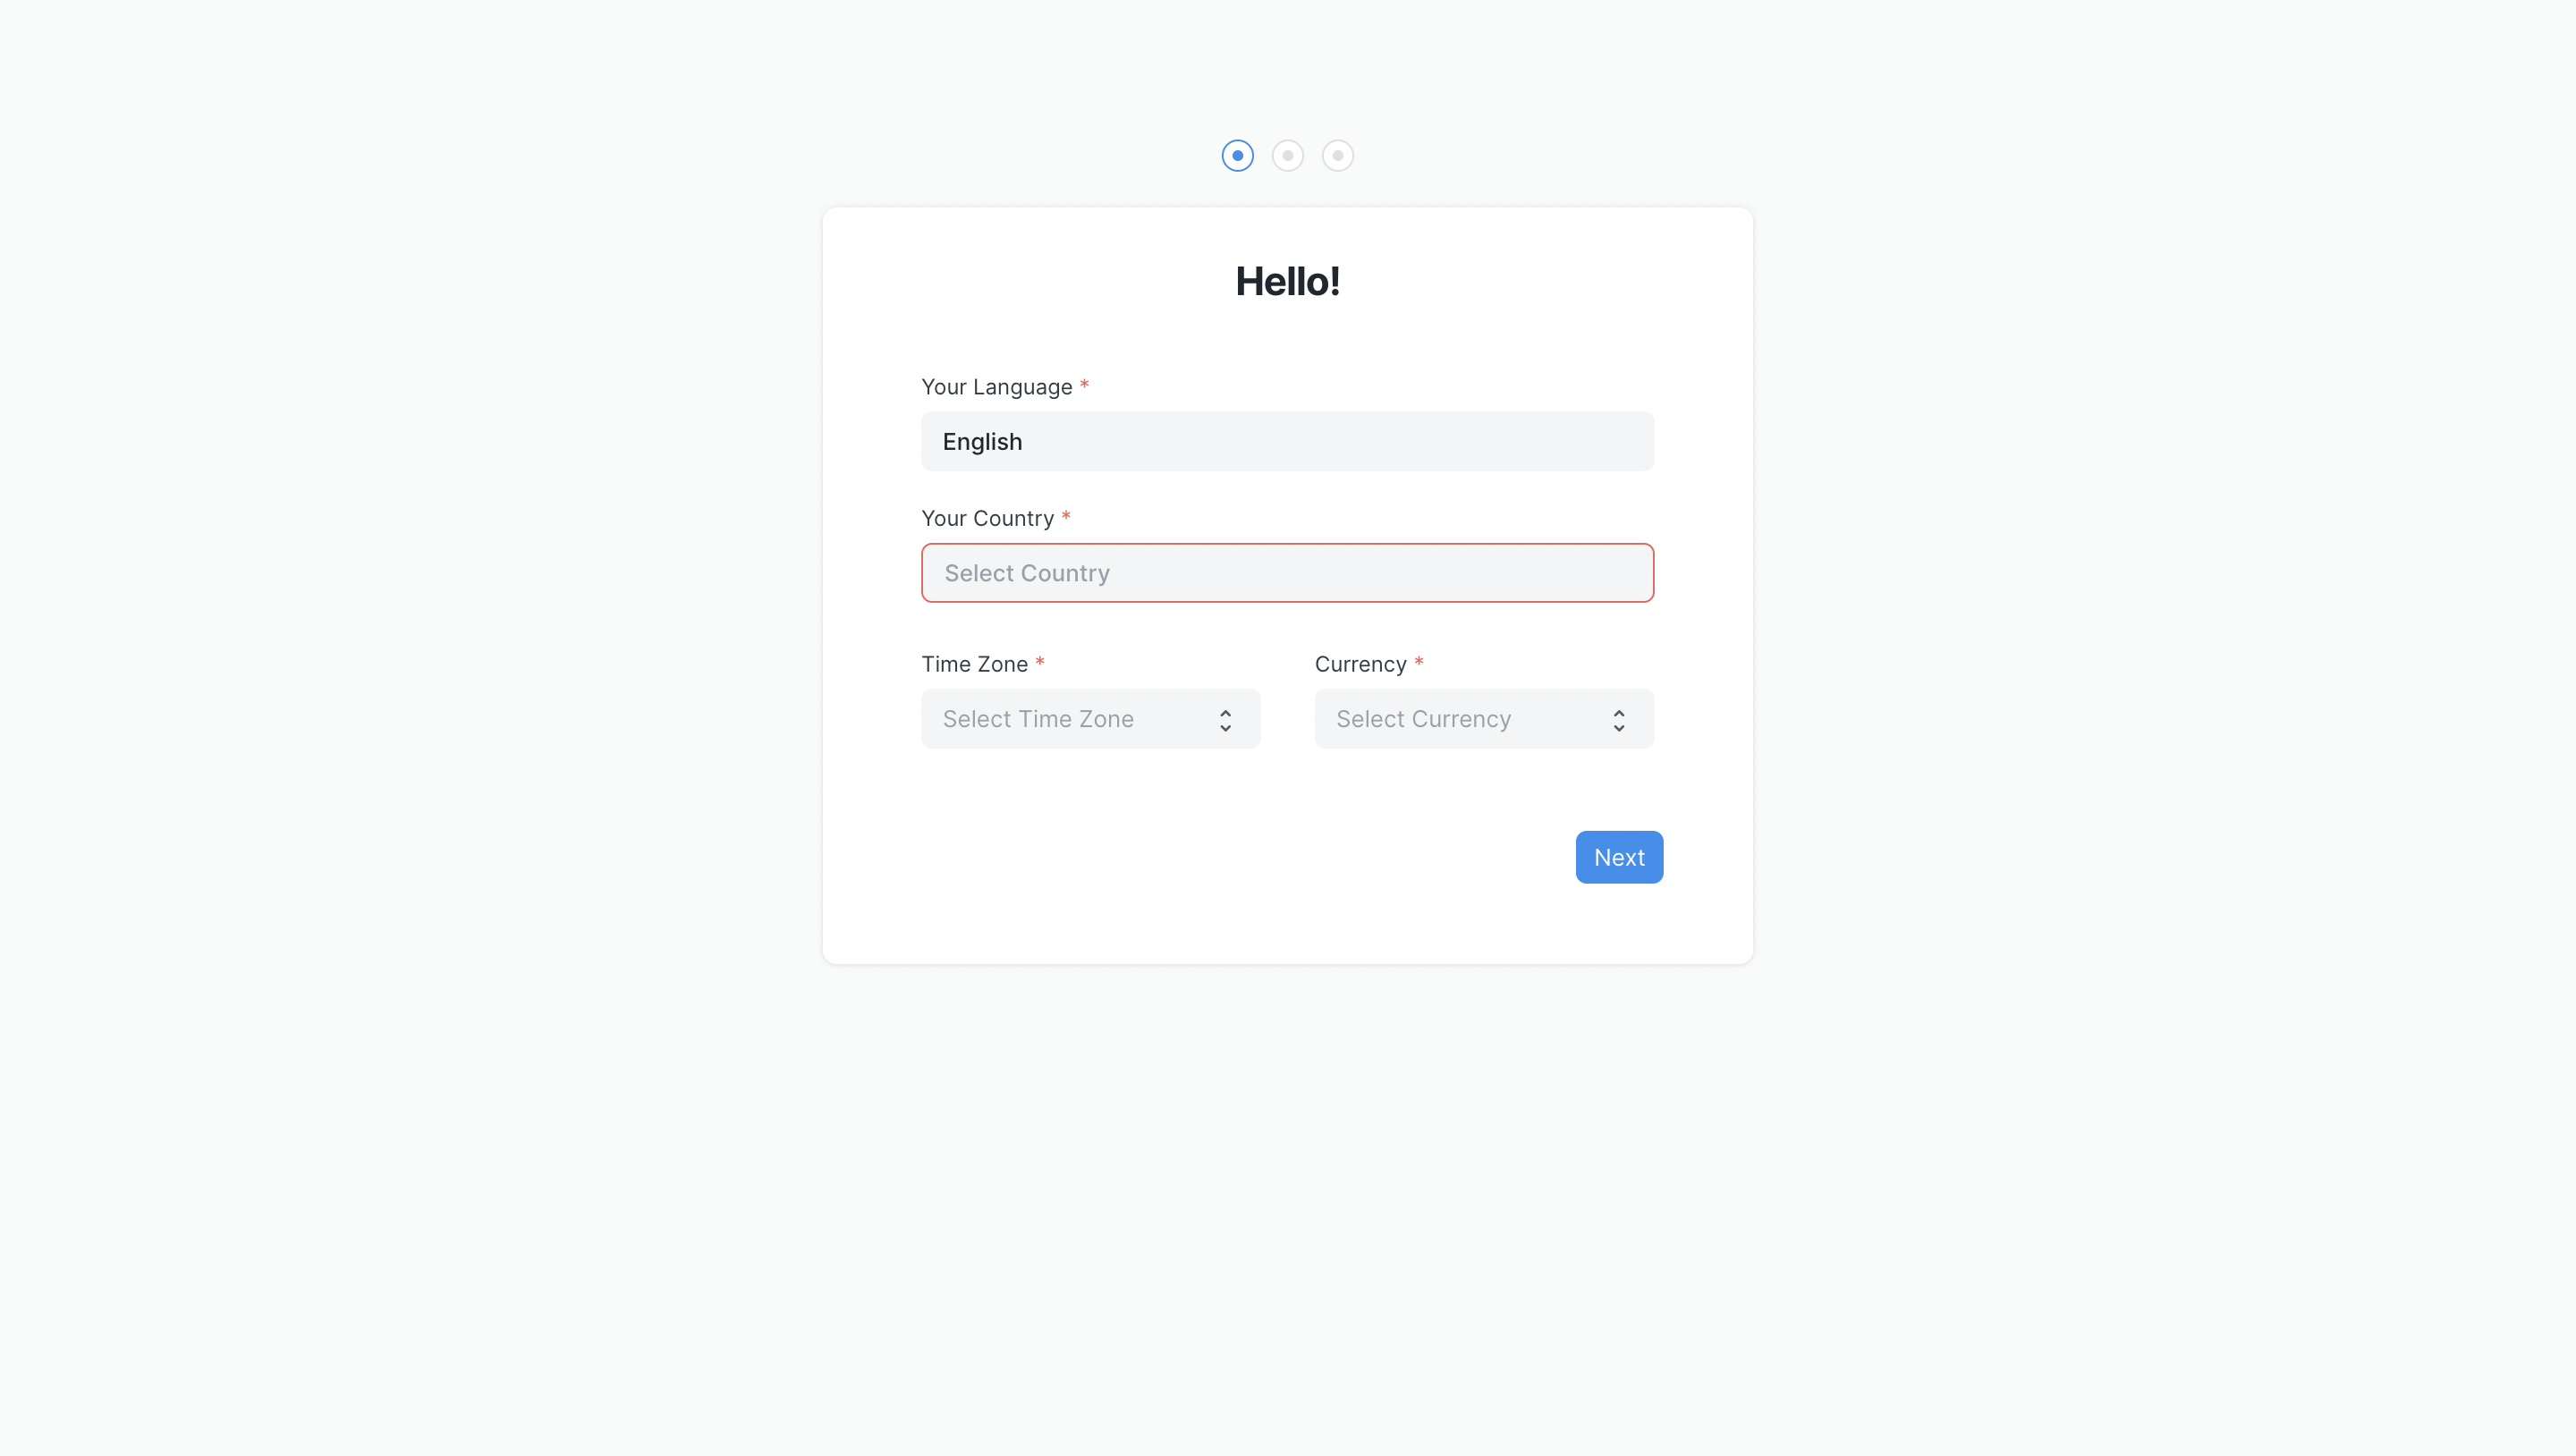 Hello!
Your Language *
English
Your Country *
Select Country
Time Zone *
Select Time Zone
Currency *
Select Currency
Next